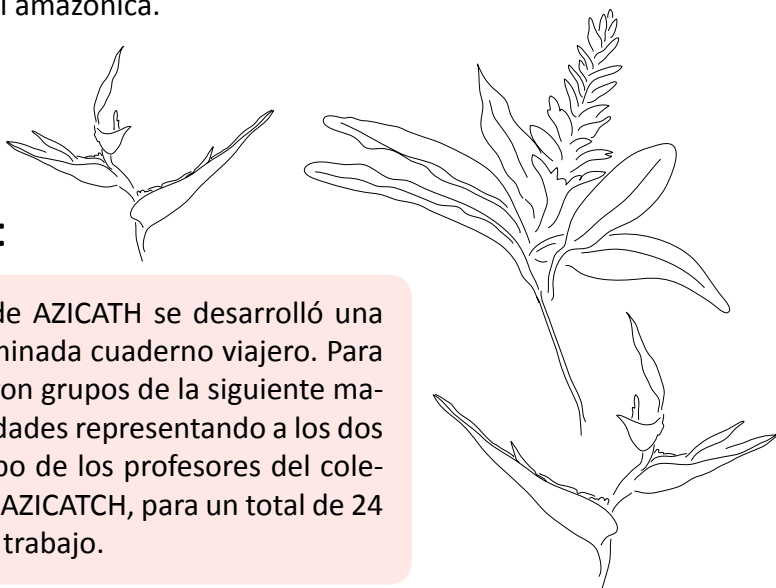 l amazónica.
:
de AZICATH se desarrolló una
minada cuaderno viajero. Para
ron grupos de la siguiente ma-
dades representando a los dos
po de los profesores del cole-
AZICATCH, para un total de 24
trabajo.